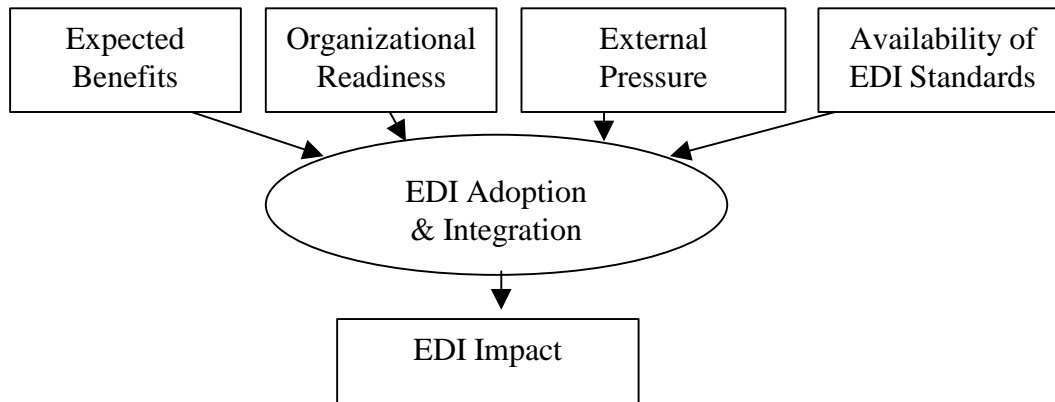 Expected
Benefits
Organizational
Readiness
External
Pressure
Availability of
EDI Standards
EDI Adoption
& Integration
EDI Impact